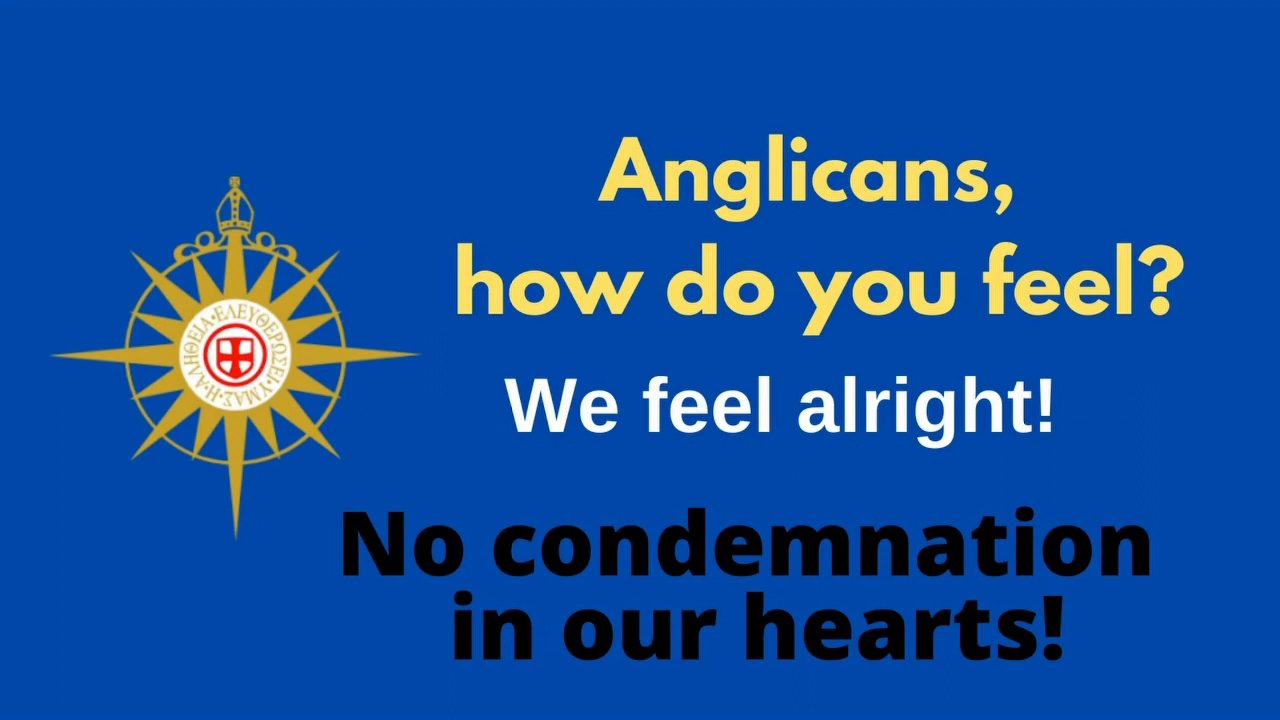 Η·ΑΛΗΘΕΙΑ·ΕΛΕΥΘΕΡΩΣΕΙ·ΥΜΑΣ
Anglicans,
how do you feel?
We feel alright!
No condemnation
in our hearts!